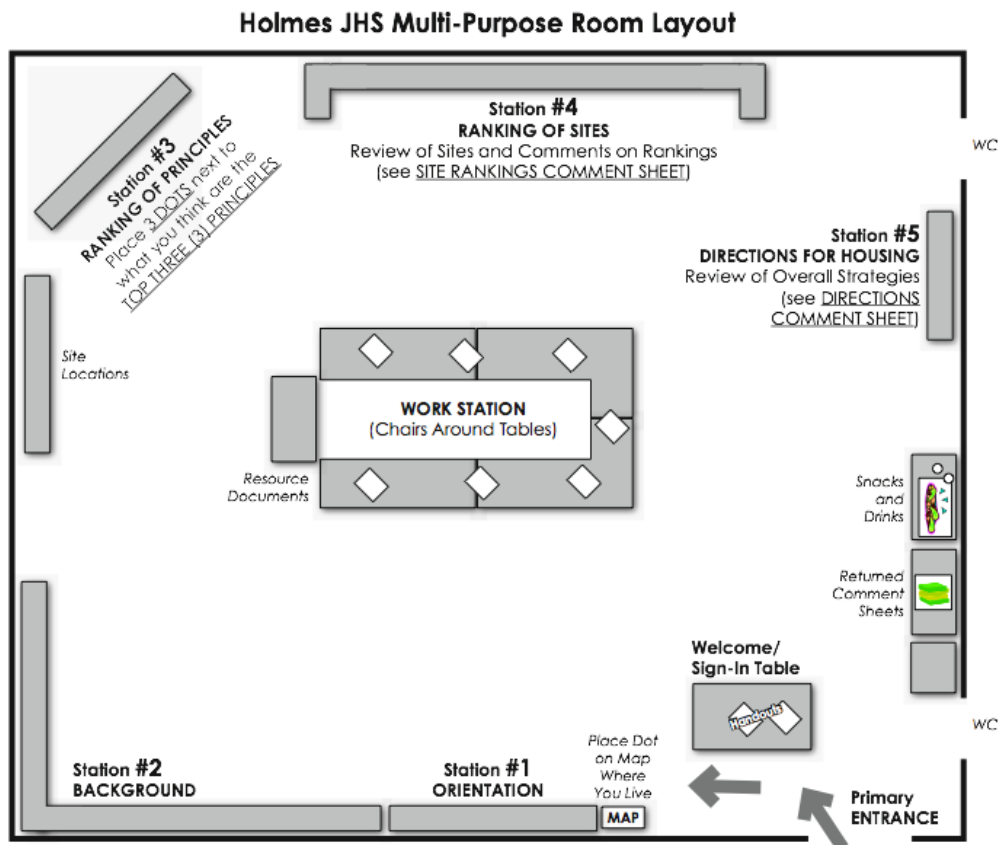 Holmes JHS Multi-Purpose Room Layout
Station #4
RANKING OF SITES
Review of Sites and Comments on Rankings
(see SITE RANKINGS COMMENT SHEET)
WC
Station #3
RANKING OF PRINCIPLES
Place 3 DOTS next to
what you think are the
TOP THREE (3) PRINCIPLES
Station #5
DIRECTIONS FOR HOUSING
Review of Overall Strategies
(see DIRECTIONS
COMMENT SHEET)
Site
Locations
WORK STATION
(Chairs Around Tables)
Resource
Documents
Snacks
and
Drinks
Returned
Comment
Sheets
Welcome/
Sign-In Table
Handouts
WC
Place Dot
on Map
Where
You Live
Station #2
BACKGROUND
Station #1
ORIENTATION
MAP
Primary
ENTRANCE